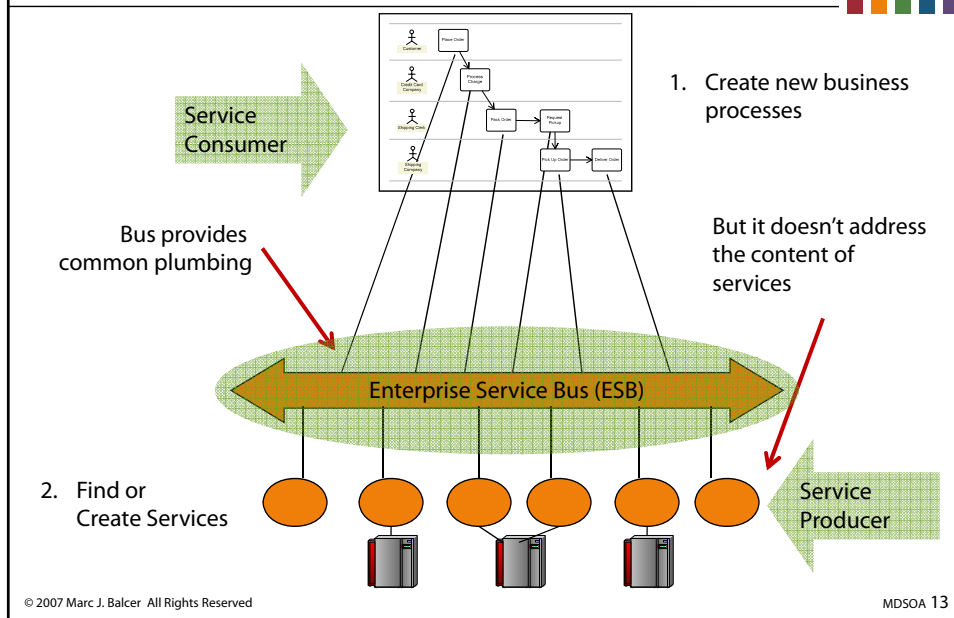 Customer
Place Order
Credit Card
Company
Process
Charge
Shipping Clerk
Pack Order
Request
Pickup
Shipping
Company
Pick Up Order
Deliver Order
Service
Consumer
1. Create new business
processes
Bus provides
common plumbing
But it doesn't address
the content of
services
Enterprise Service Bus (ESB)
2. Find or
Create Services
Service
Producer
© 2007 Marc J. Balcer All Rights Reserved
MDSOA 13